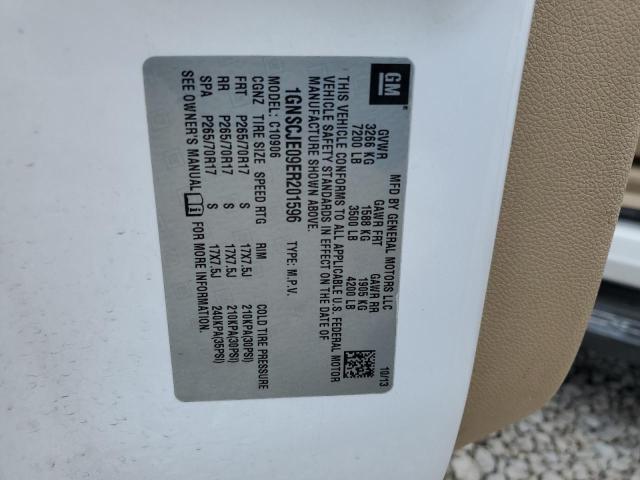 GM
MFD BY GENERAL MOTORS LLC
10/13
GVWR GAWR FRT GAWR RR
3266 KG 1588 KG 1905 KG
7200 LB 3500 LB 4200 LB
THIS VEHICLE CONFORMS TO ALL APPLICABLE U.S. FEDERAL MOTOR
VEHICLE SAFETY STANDARDS IN EFFECT ON THE DATE OF
MANUFACTURE SHOWN ABOVE.
1GNSCJE09ER201596 TYPE: M.P.V.
MODEL: C10906
CGNZ TIRE SIZE SPEED RTG RIM COLD TIRE PRESSURE
FRT P265/70R17 S 17X7.5J 210KPA(30PSI)
RR P265/70R17 S 17X7.5J 210KPA(30PSI)
SPA P265/70R17 S 17X7.5J 240KPA(35PSI)
SEE OWNER'S MANUAL i FOR MORE INFORMATION.